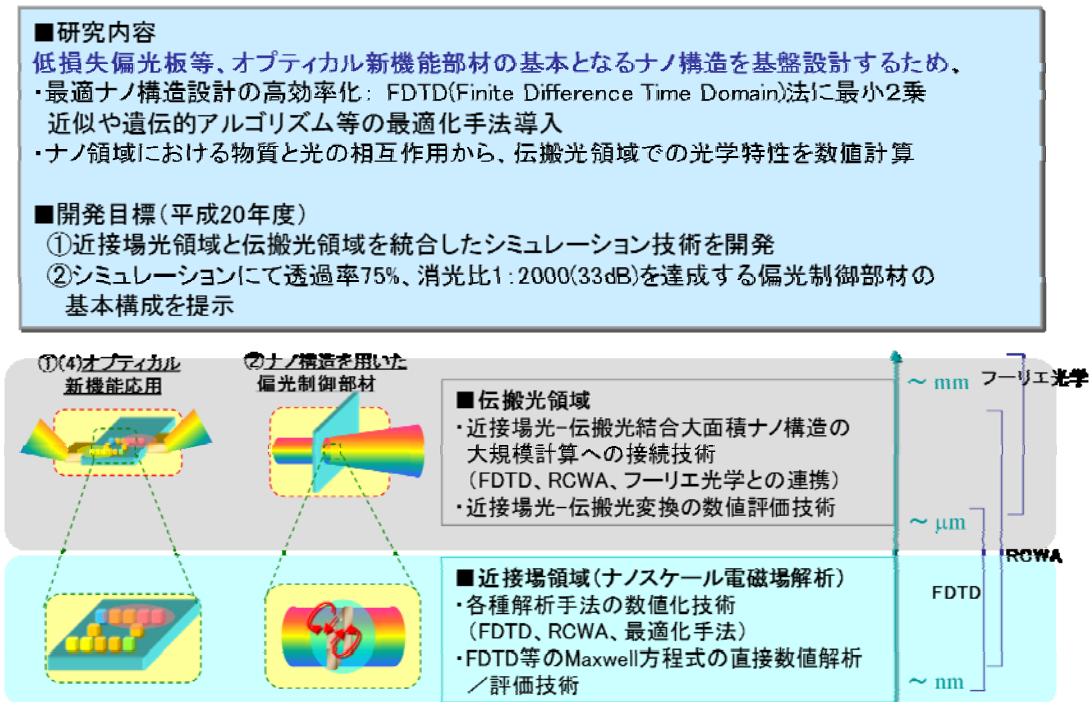 ■研究内容
低損失偏光板等、オプティカル新機能部材の基本となるナノ構造を基盤設計するため、
・最適ナノ構造設計の高効率化： FDTD(Finite Difference Time Domain)法に最小2乗
近似や遺伝的アルゴリズム等の最適化手法導入
・ナノ領域における物質と光の相互作用から、伝搬光領域での光学特性を数値計算
■開発目標（平成20年度）
①近接場光領域と伝搬光領域を統合したシミュレーション技術を開発
②シミュレーションにて透過率75%、消光比1：2000(33dB)を達成する偏光制御部材の
基本構成を提示
①(4)オプティカル
新機能応用
②ナノ構造を用いた
偏光制御部材
■伝搬光領域
・近接場光−伝搬光結合大面積ナノ構造の
大規模計算への接続技術
（FDTD、RCWA、フーリエ光学との連携）
・近接場光−伝搬光変換の数値評価技術
～ mm
フーリエ光学
～ μm
RCWA
■近接場領域（ナノスケール電磁場解析）
・各種解析手法の数値化技術
（FDTD、RCWA、最適化手法）
・FDTD等のMaxwell方程式の直接数値解析
／評価技術
FDTD
～ nm